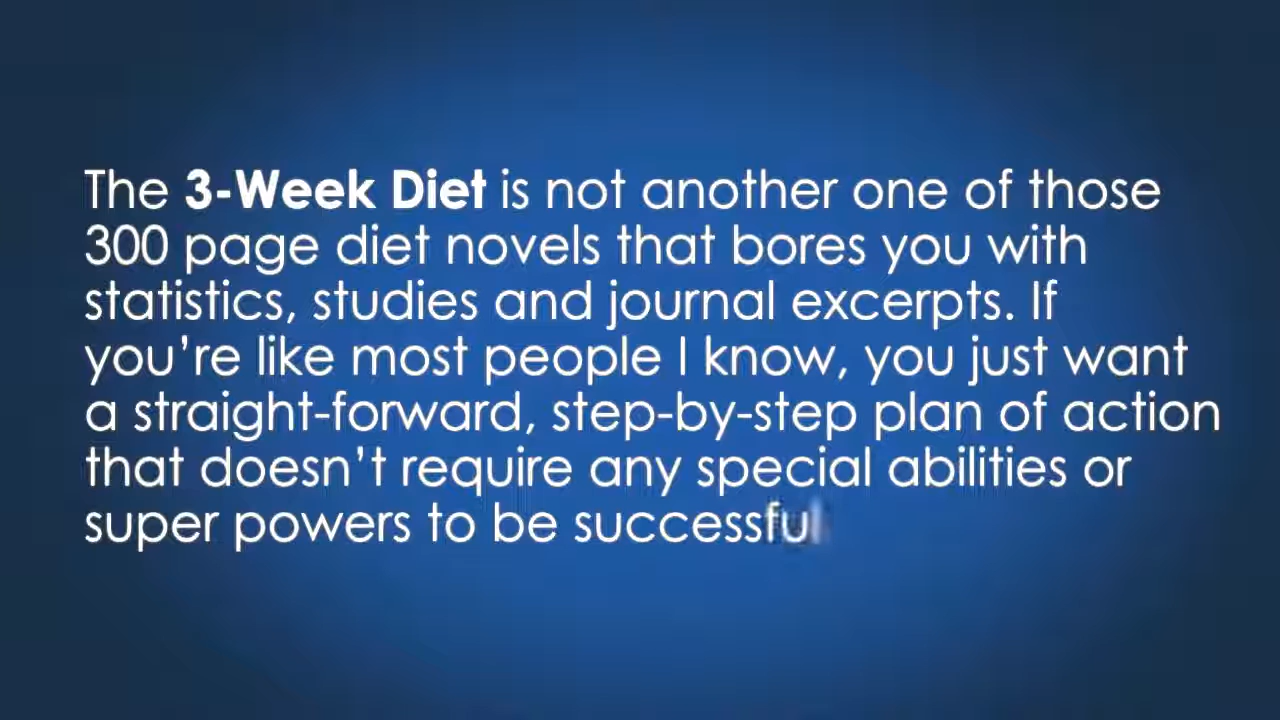 The 3-Week Diet is not another one of those
300 page diet novels that bores you with
statistics, studies and journal excerpts. If
you’re like most people I know, you just want
a straight-forward, step-by-step plan of action
that doesn’t require any special abilities or
super powers to be successful